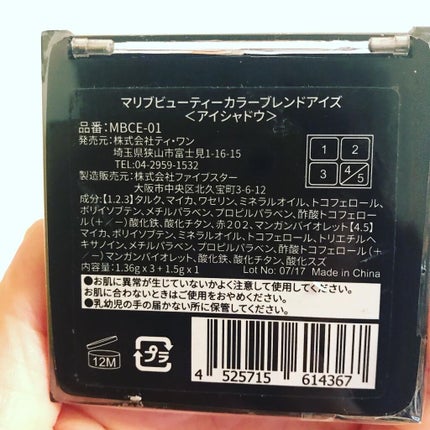 マリブビューティーカラーブレンドアイズ
<アイシャドウ>
品番：MBCE-01
発売元：株式会社ティ・ワン
埼玉県狭山市富士見1-16-15
TEL:04-2959-1532
製造販売元：株式会社ファイブスター
大阪市中央区北久宝町3-6-12
1 2
3 4/5
成分：【1.2.3】タルク、マイカ、ワセリン、ミネラルオイル、トコフェロール、
ポリイソブテン、メチルパラベン、プロピルパラベン、酢酸トコフェロー
ル（＋／－）酸化鉄、酸化チタン、赤202、マンガンバイオレット【4.5】
マイカ、ポリイソブテン、ミネラルオイル、トコフェロール、トリエチルヘ
キサノイン、メチルパラベン、プロピルパラベン、酢酸トコフェロール（＋
／－）マンガンバイオレット、酸化鉄、酸化チタン、酸化スズ
内容量：1.36g x 3 + 1.5g x 1
Lot No: 07/17 Made in China
●お肌に異常が生じていないかよく注意して使用してください。
お肌に合わないときはご使用をおやめください。
●乳幼児の手の届かない所に保管してください。
12M
プラ
4 525715 614367